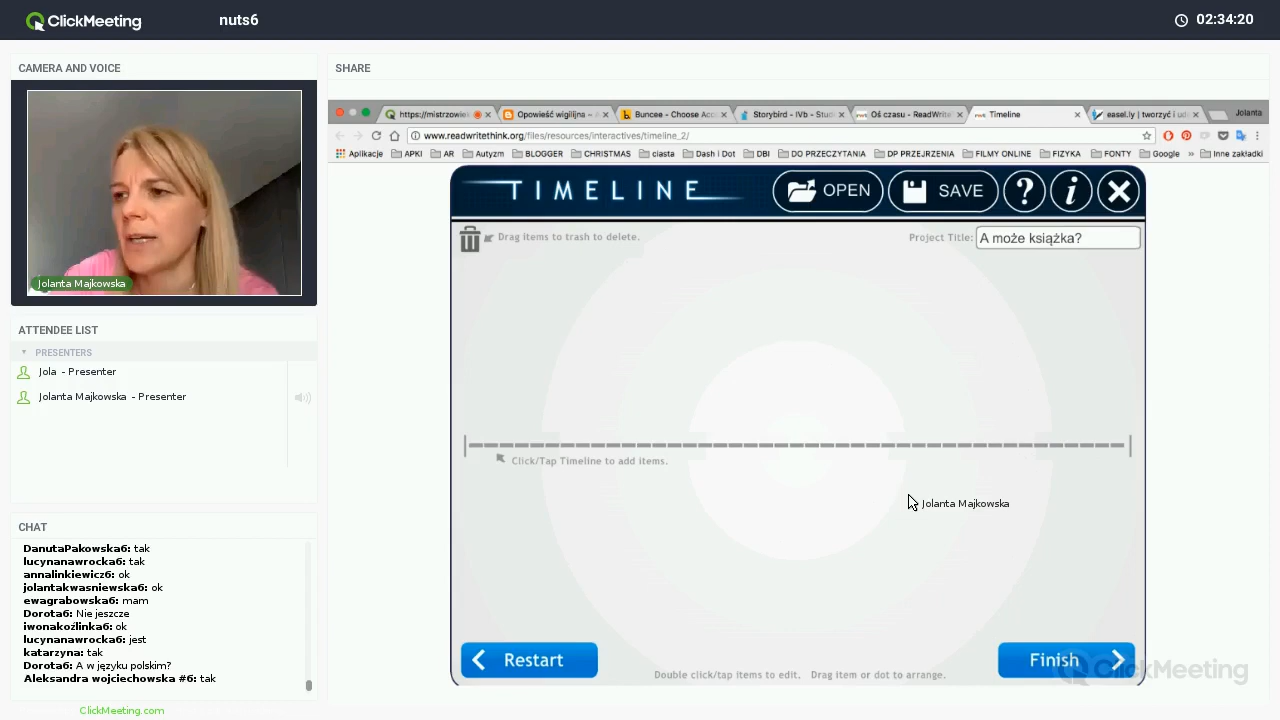 ClickMeeting
nuts6
02:34:20
CAMERA AND VOICE
Jolanta Majkowska
ATTENDEE LIST
PRESENTERS
Jola - Presenter
Jolanta Majkowska - Presenter
CHAT
DanutaPakowska6: tak
lucynanawrocka6: tak
annalinkiewicz6: ok
jolantakwasniewska6: ok
ewagrabowska6: mam
Dorota6: Nie jeszcze
iwonakoźlinka6: ok
lucynanawrocka6: jest
katarzyna: tak
Dorota6: A w języku polskim?
Aleksandra wojciechowska #6: tak
ClickMeeting.com
SHARE
https://mistrzowie
Opowieść wigilijna –
Buncee - Choose Acc
Storybird - IVb - Stud
Oś czasu - ReadWrite
Timeline
easel.ly | tworzyć i ud
Jolanta
www.readwritethink.org/files/resources/interactives/timeline_2/
Aplikacje APKI AR Autyzm BLOGGER CHRISTMAS ciasta Dash i Dot DBI DO PRZECZYTANIA DP PRZEJRZENIA FILMY ONLINE FIZYKA FONTY Google » Inne zakładki
TIMELINE
OPEN
SAVE
? i X
Drag items to trash to delete.
Project Title: A może książka?
Click/Tap Timeline to add items.
Jolanta Majkowska
Restart
Double click/tap items to edit. Drag item or dot to arrange.
Finish
ClickMeeting